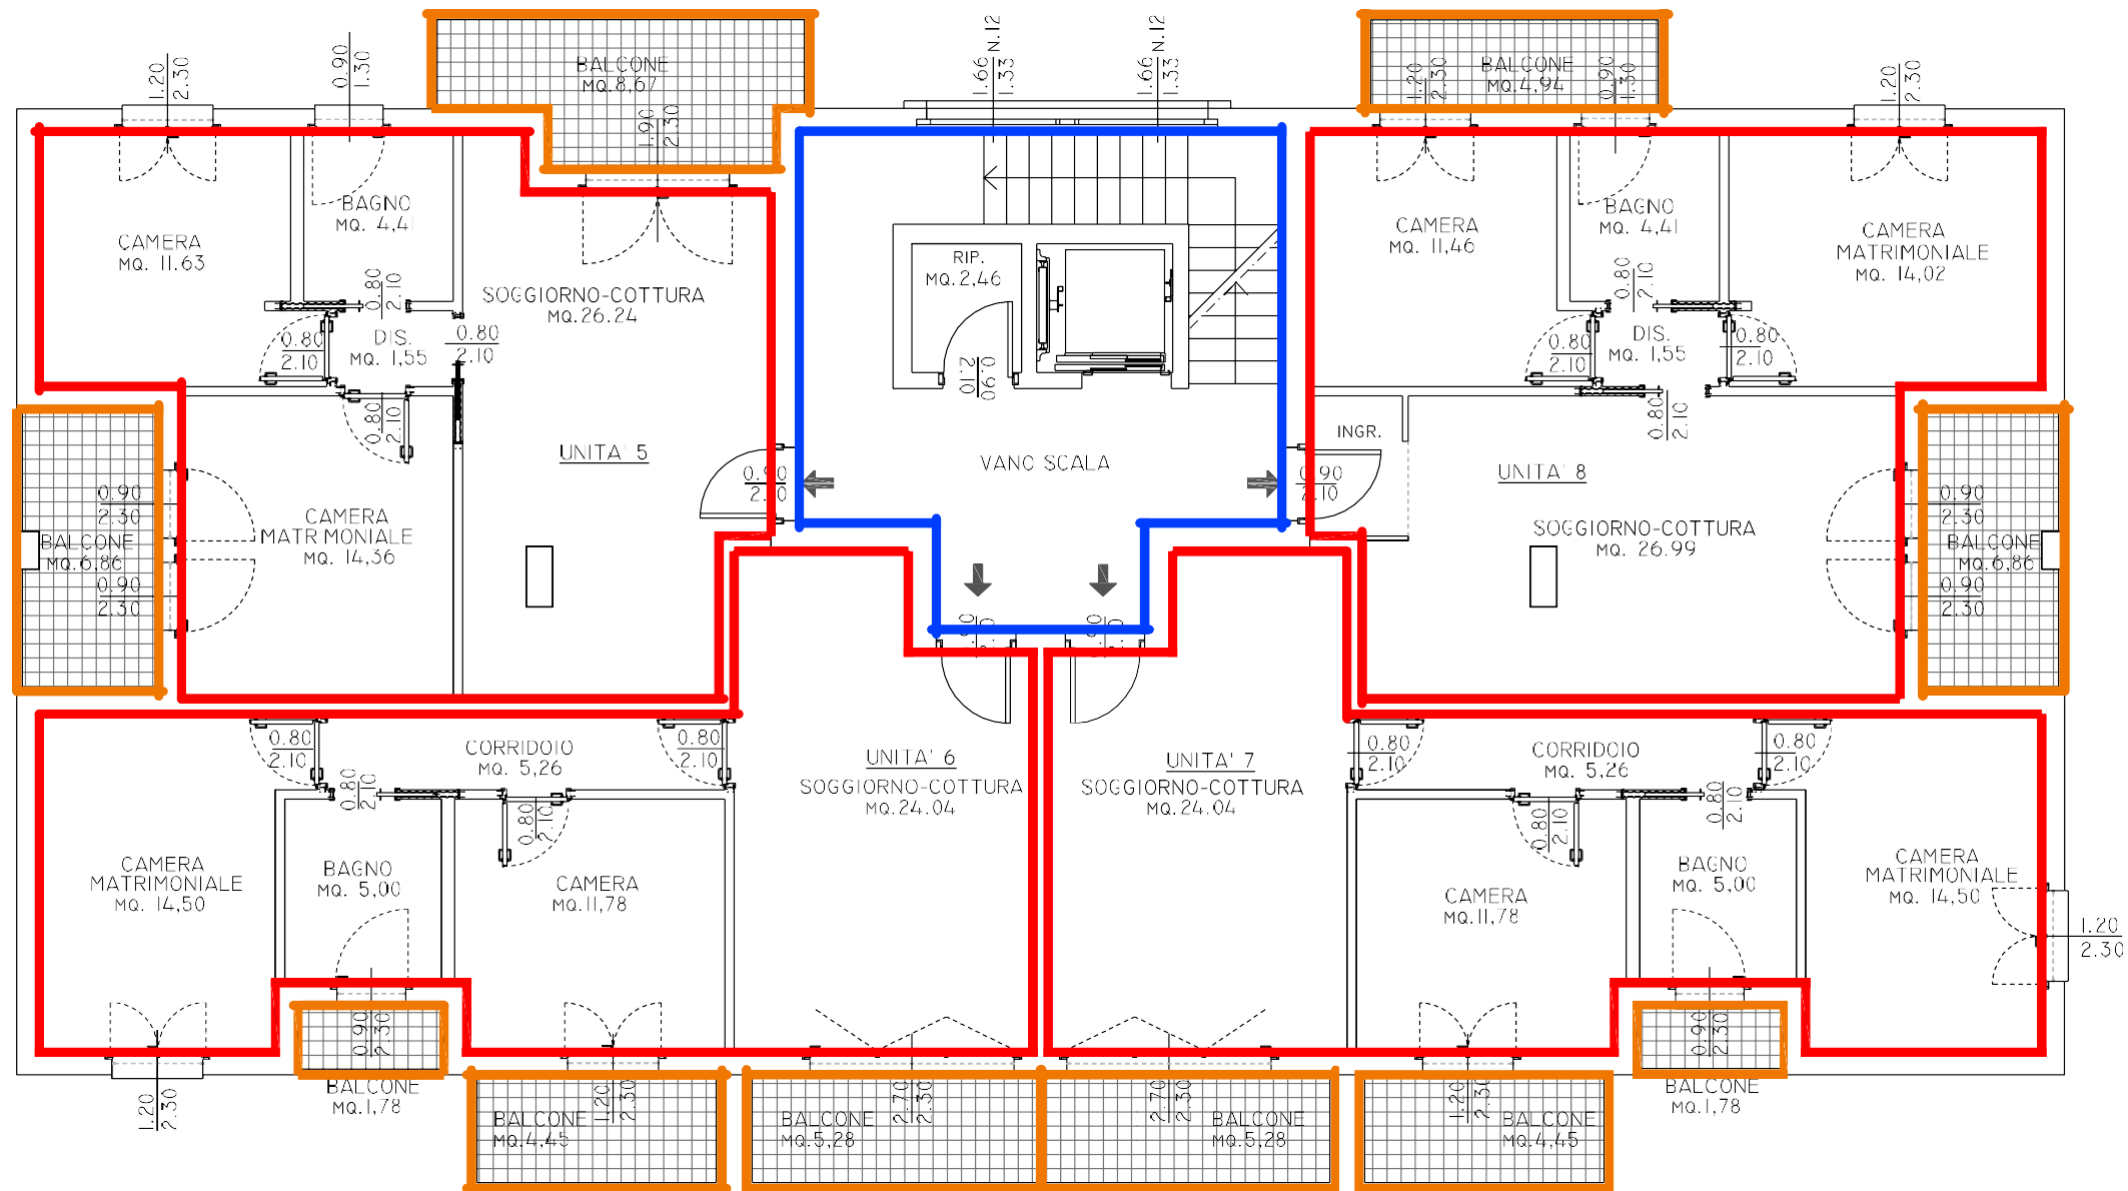 1.20
2.30
0.90
1.30
BALCONE
MQ.8,67
1.90
2.30
1.66 N.12
1.33
1.66 N.12
1.33
BALCONE
MQ.4,94
1.20
2.30
0.90
1.30
1.20
2.30
CAMERA
MQ. 11.63
BAGNO
MQ. 4,41
0.80
2.10
SOGGIORNO-COTTURA
MQ.26.24
DIS.
MQ. 1,55
0.80
2.10
0.80
2.10
0.80
2.10
RIP.
MQ.2,46
0.90
2.10
CAMERA
MQ. 11,46
BAGNO
MQ. 4,41
CAMERA
MATRIMONIALE
MQ. 14,02
0.80
2.10
DIS.
MQ. 1,55
0.80
2.10
0.80
2.10
0.80
2.10
UNITA' 5
VANO SCALA
INGR.
UNITA' 8
0.90
2.10
SOGGIORNO-COTTURA
MQ. 26.99
0.90
2.30
BALCONE
MQ.6,86
0.90
2.30
CAMERA
MATRIMONIALE
MQ. 14,36
0.90
2.30
BALCONE
MQ.6,86
0.90
2.30
0.80
2.10
CORRIDOIO
MQ. 5,26
0.80
2.10
0.80
2.10
0.80
2.10
UNITA' 6
SOGGIORNO-COTTURA
MQ.24.04
UNITA' 7
SOGGIORNO-COTTURA
MQ.24.04
0.80
2.10
CORRIDOIO
MQ. 5,26
0.80
2.10
0.80
2.10
0.80
2.10
CAMERA
MATRIMONIALE
MQ. 14,50
BAGNO
MQ. 5,00
CAMERA
MQ.11,78
CAMERA
MQ.11,78
BAGNO
MQ. 5,00
CAMERA
MATRIMONIALE
MQ. 14,50
1.20
2.30
0.90
2.30
0.90
2.30
1.20
2.30
BALCONE
MQ.1,78
BALCONE
MQ.4,45
1.20
2.30
BALCONE
MQ.5,28
2.70
2.30
2.70
2.30
BALCONE
MQ.5,28
1.20
2.30
BALCONE
MQ.4,45
BALCONE
MQ.1,78